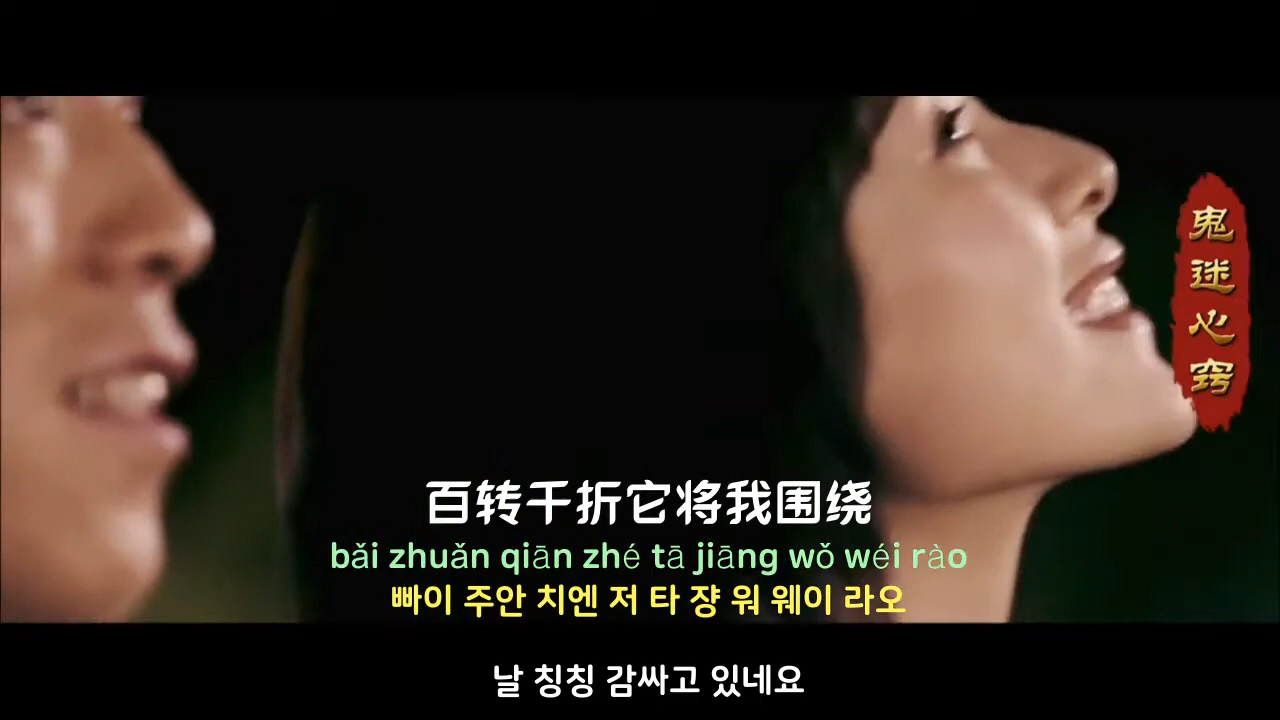 鬼迷心窍
百转千折它将我围绕
bǎi zhuǎn qiān zhé tā jiāng wǒ wéi rào
빠이 주안 치엔 저 타 쟝 워 웨이 라오
날 칭칭 감싸고 있네요